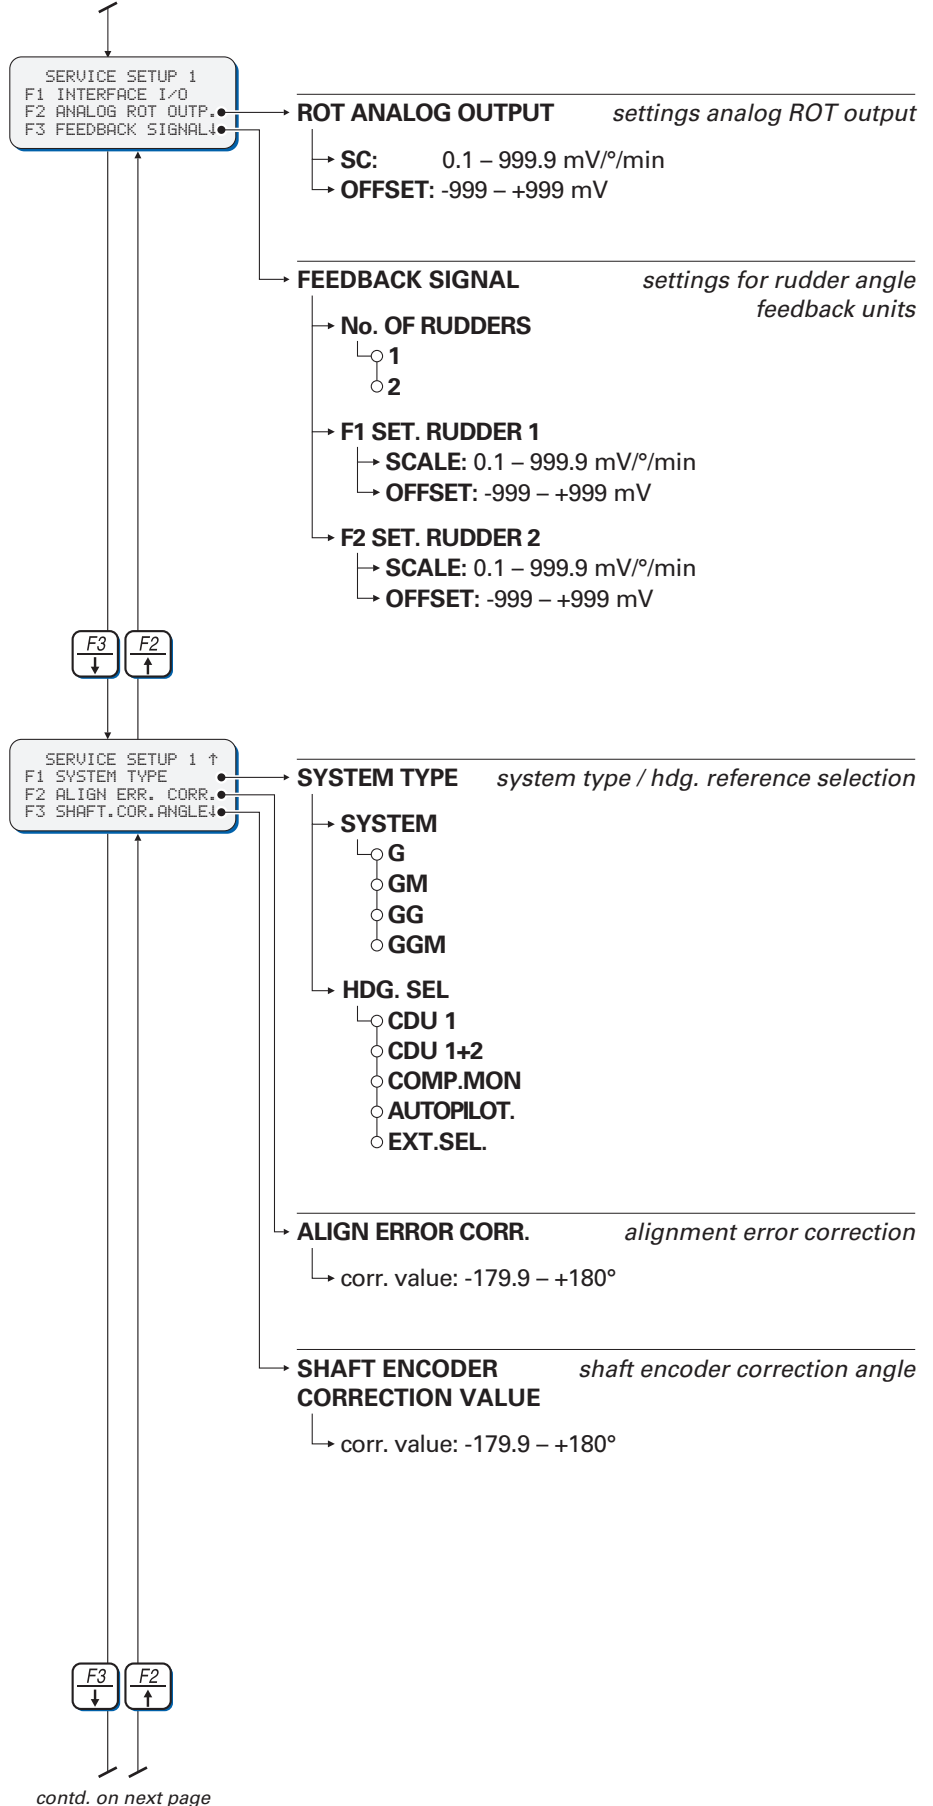 SERVICE SETUP 1
F1 INTERFACE I/O
F2 ANALOG ROT OUTP.
F3 FEEDBACK SIGNAL↓
ROT ANALOG OUTPUT settings analog ROT output
SC: 0.1 – 999.9 mV/°/min
OFFSET: -999 – +999 mV
FEEDBACK SIGNAL settings for rudder angle
feedback units
No. OF RUDDERS
1
2
F1 SET. RUDDER 1
SCALE: 0.1 – 999.9 mV/°/min
OFFSET: -999 – +999 mV
F2 SET. RUDDER 2
SCALE: 0.1 – 999.9 mV/°/min
OFFSET: -999 – +999 mV
F3 F2
↓ ↑
SERVICE SETUP 1 ↑
F1 SYSTEM TYPE
F2 ALIGN ERR. CORR.
F3 SHAFT.COR.ANGLE↓
SYSTEM TYPE system type / hdg. reference selection
SYSTEM
G
GM
GG
GGM
HDG. SEL
CDU 1
CDU 1+2
COMP.MON
AUTOPILOT.
EXT.SEL.
ALIGN ERROR CORR. alignment error correction
corr. value: -179.9 – +180°
SHAFT ENCODER shaft encoder correction angle
CORRECTION VALUE
corr. value: -179.9 – +180°
F3 F2
↓ ↑
contd. on next page